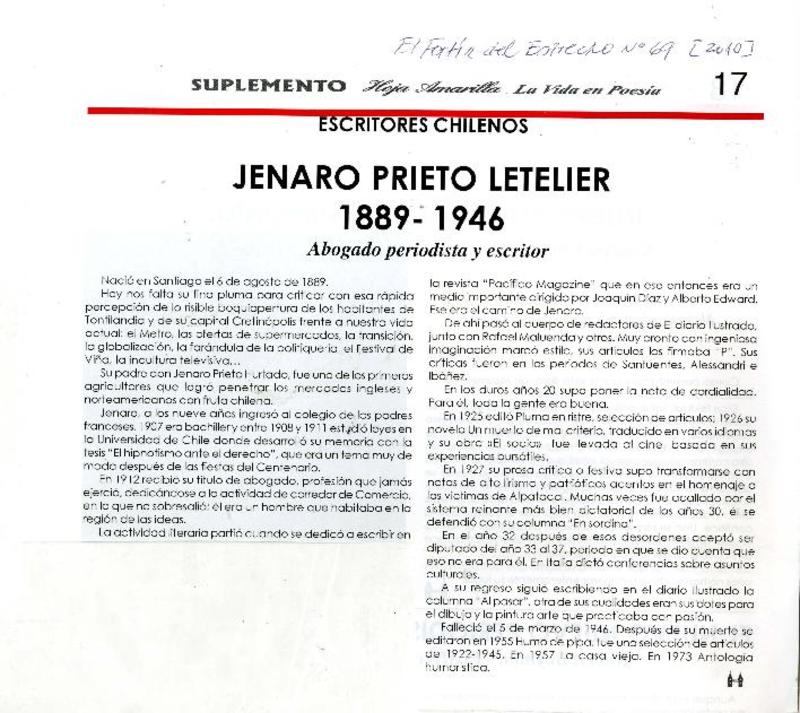 El Fortín del Estrecho Nº 69 [2010]
SUPLEMENTO Hoja Amarilla La Vida en Poesía 17
ESCRITORES CHILENOS
JENARO PRIETO LETELIER
1889- 1946
Abogado periodista y escritor
Nació en Santiago el 6 de agosto de 1889.
Hoy nos falta su fina pluma para criticar con esa rápida
percepción de lo risible boquiapertura de los habitantes de
Tontilandia y de su capital Cretinópolis frente a nuestra vida
actual: el Metro, las ofertas de supermercados, la transición,
la globalización, la farándula de la politiquería, el Festival de
Viña, la incultura televisiva...
Su padre con Jenaro Prieto Hurtado, fue uno de los primeros
agricultores que logró penetrar los mercados ingleses y
norteamericanos con fruta chilena.
Jenaro, a los nueve años ingresó al colegio de los padres
franceses. 1907 era bachiller y entre 1908 y 1911 estudió leyes en
la Universidad de Chile donde desarroló su memoria con la
tesis "El hipnotismo ante el derecho", que era un tema muy de
moda después de las fiestas del Centenario.
En 1912 recibió su título de abogado, profesión que jamás
ejerció, dedicándose a la actividad de corredor de Comercio,
en la que no sobresalió: él era un hombre que habitaba en la
región de las ideas.
La actividad literaria partió cuando se dedicó a escribir en
la revista "Pacífico Magazine" que en ese entonces era un
medio importante dirigido por Joaquín Díaz y Alberto Edward.
Ese era el camino de Jenaro.
De ahí pasó al cuerpo de redactores de El diario Ilustrado,
junto con Rafael Maluenda y otros. Muy pronto con ingeniosa
imaginación marcó estilo, sus artículos los firmaba "P". Sus
críticas fueron en los períodos de Sanfuentes, Alessandri e
Ibáñez.
En los duros años 20 supo poner la nota de cordialidad.
Para él, toda la gente era buena.
En 1925 editó Pluma en ristre, selección de artículos; 1926 su
novela Un muerto de mal criterio, traducido en varios idiomas
y su obra «El socio» fue levada al cine, basada en sus
experiencias bursátiles.
En 1927 su prosa crítica o festiva supo transformarse con
notas de alto lirismo y patrióticos acentos en el homenaje a
las víctimas de Alpatacal. Muchas veces fue acallado por el
sistema reinante más bien dictatorial de los años 30, él se
defendió con su columna "En sordina".
En el año 32 después de esos desordenes aceptó ser
diputado del año 33 al 37, período en que se dio cuenta que
eso no era para él. En Italia dictó conferencias sobre asuntos
culturales.
A su regreso siguió escribiendo en el diario Ilustrado la
columna "Al pasar", otra de sus cualidades eran sus dotes para
el dibujo y la pintura arte que practicaba con pasión.
Falleció el 5 de marzo de 1946. Después de su muerte se
editaron en 1955 Humo de pipa, fue una selección de artículos
de 1922-1945. En 1957 La casa vieja. En 1973 Antología
humorística.